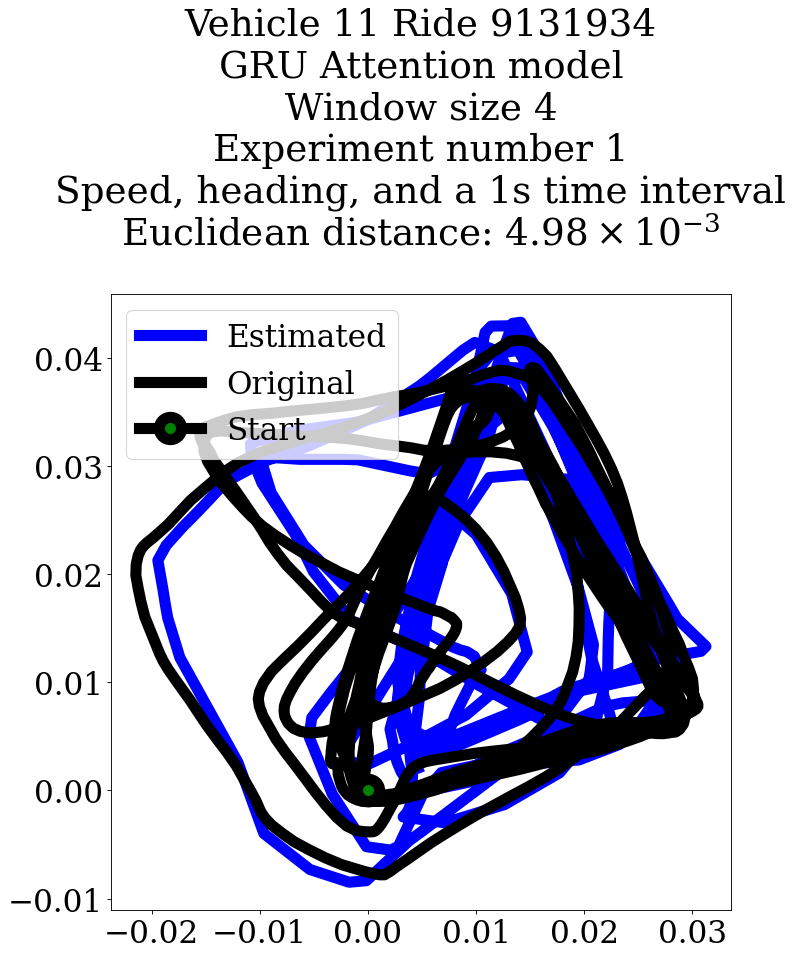 Vehicle 11 Ride 9131934
GRU Attention model
Window size 4
Experiment number 1
Speed, heading, and a 1s time interval
Euclidean distance: 4.98 × 10⁻³
Estimated
Original
Start
0.04
0.03
0.02
0.01
0.00
−0.01
−0.02 −0.01 0.00 0.01 0.02 0.03